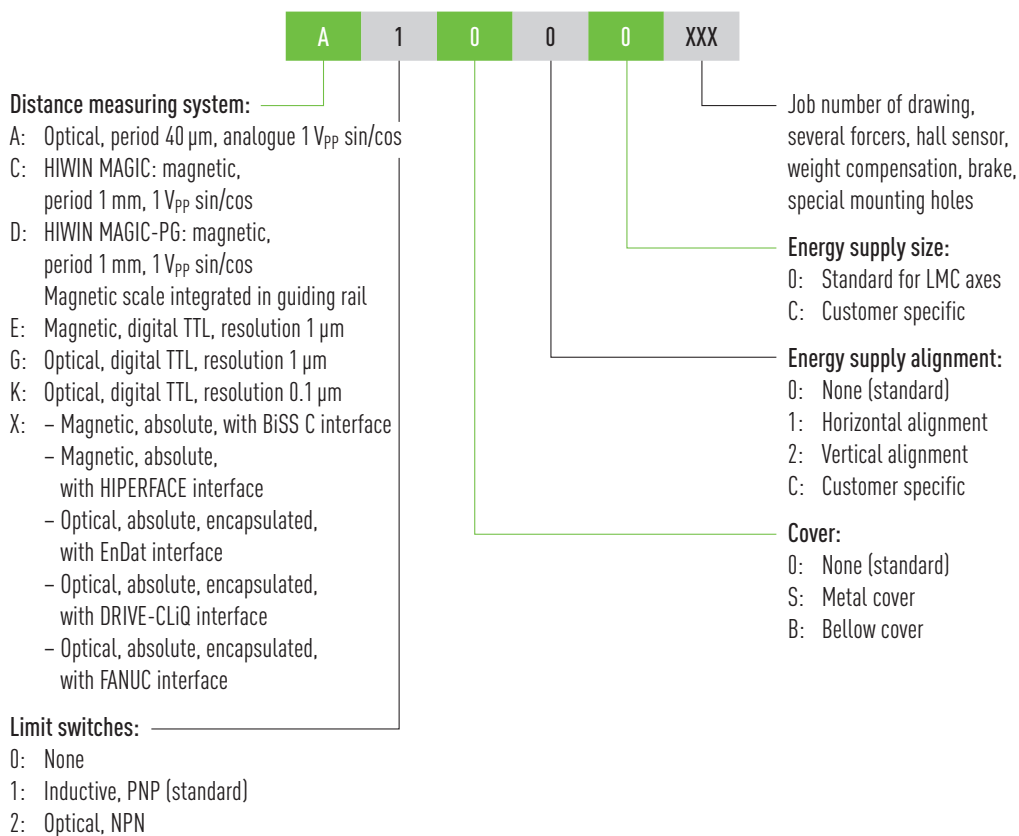 A 1 0 0 0 XXX
Distance measuring system:
A: Optical, period 40 µm, analogue 1 VPP sin/cos
C: HIWIN MAGIC: magnetic,
period 1 mm, 1 VPP sin/cos
D: HIWIN MAGIC-PG: magnetic,
period 1 mm, 1 VPP sin/cos
Magnetic scale integrated in guiding rail
E: Magnetic, digital TTL, resolution 1 µm
G: Optical, digital TTL, resolution 1 µm
K: Optical, digital TTL, resolution 0.1 µm
X: – Magnetic, absolute, with BiSS C interface
– Magnetic, absolute,
with HIPERFACE interface
– Optical, absolute, encapsulated,
with EnDat interface
– Optical, absolute, encapsulated,
with DRIVE-CLiQ interface
– Optical, absolute, encapsulated,
with FANUC interface
Limit switches:
0: None
1: Inductive, PNP (standard)
2: Optical, NPN
Job number of drawing,
several forcers, hall sensor,
weight compensation, brake,
special mounting holes
Energy supply size:
0: Standard for LMC axes
C: Customer specific
Energy supply alignment:
0: None (standard)
1: Horizontal alignment
2: Vertical alignment
C: Customer specific
Cover:
0: None (standard)
S: Metal cover
B: Bellow cover